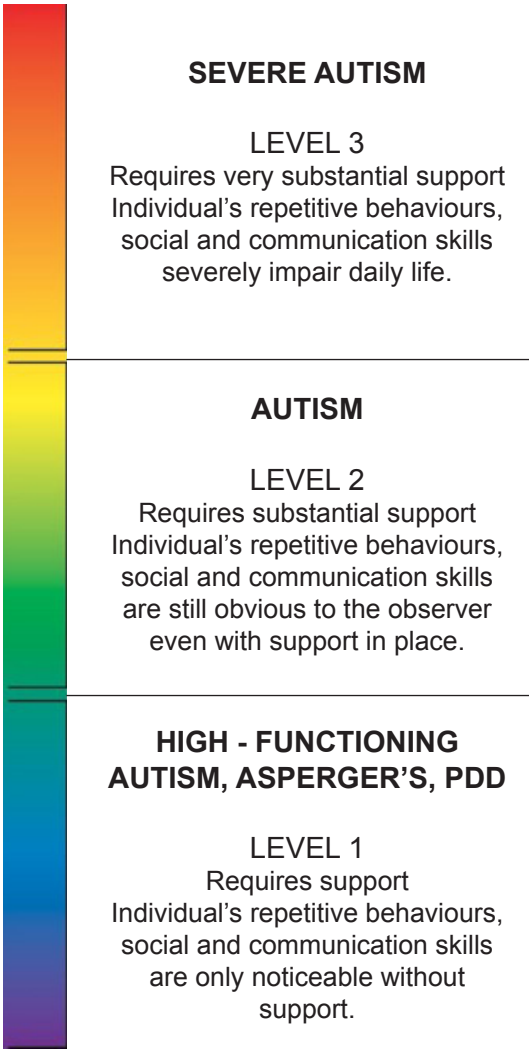 SEVERE AUTISM
LEVEL 3
Requires very substantial support
Individual’s repetitive behaviours,
social and communication skills
severely impair daily life.
AUTISM
LEVEL 2
Requires substantial support
Individual’s repetitive behaviours,
social and communication skills
are still obvious to the observer
even with support in place.
HIGH - FUNCTIONING
AUTISM, ASPERGER’S, PDD
LEVEL 1
Requires support
Individual’s repetitive behaviours,
social and communication skills
are only noticeable without
support.